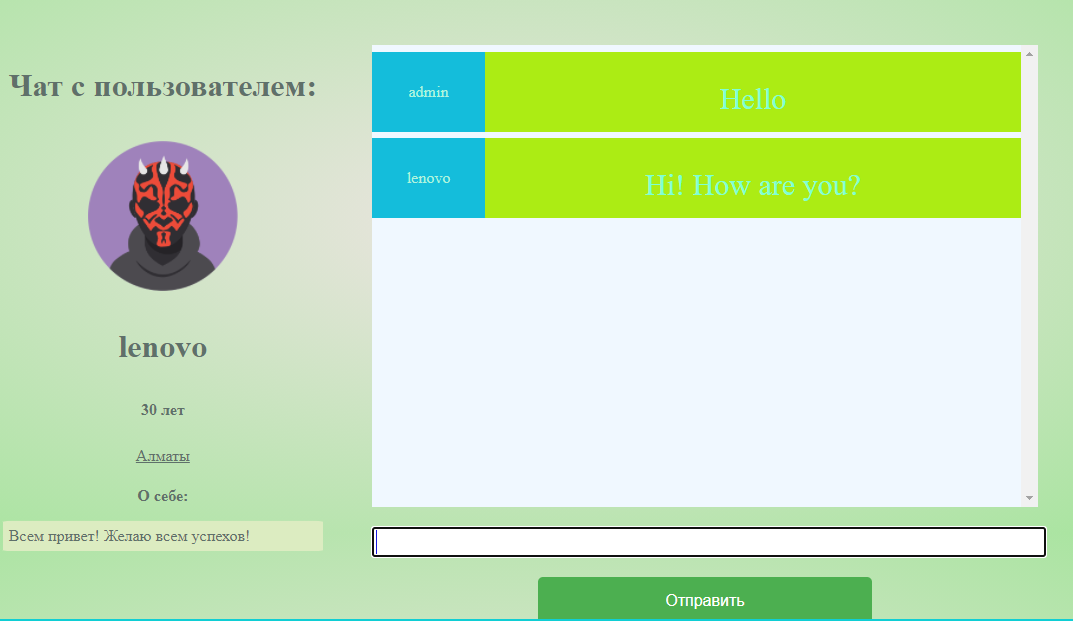 Чат с пользователем:
lenovo
30 лет
Алматы
О себе:
Всем привет! Желаю всем успехов!
admin
Hello
lenovo
Hi! How are you?
Отправить